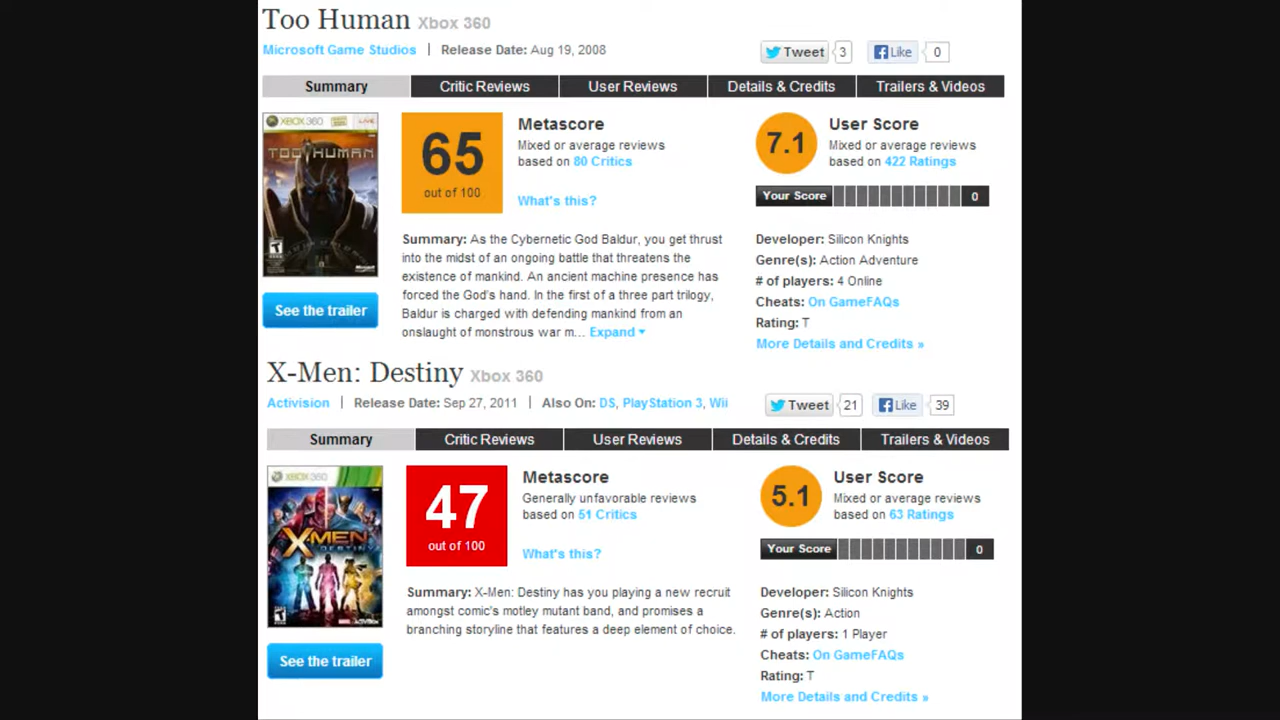 Too Human Xbox 360
Microsoft Game Studios | Release Date: Aug 19, 2008
Tweet 3 Like 0
Summary Critic Reviews User Reviews Details & Credits Trailers & Videos
XBOX 360 LIVE
TOO HUMAN
65
out of 100
Metascore
Mixed or average reviews
based on 80 Critics
What's this?
7.1
User Score
Mixed or average reviews
based on 422 Ratings
Your Score 0
Summary: As the Cybernetic God Baldur, you get thrust
into the midst of an ongoing battle that threatens the
existence of mankind. An ancient machine presence has
forced the God's hand. In the first of a three part trilogy,
Baldur is charged with defending mankind from an
onslaught of monstrous war m... Expand
See the trailer
Developer: Silicon Knights
Genre(s): Action Adventure
# of players: 4 Online
Cheats: On GameFAQs
Rating: T
More Details and Credits »
X-Men: Destiny Xbox 360
Activision | Release Date: Sep 27, 2011 | Also On: DS, PlayStation 3, Wii
Tweet 21 Like 39
Summary Critic Reviews User Reviews Details & Credits Trailers & Videos
XBOX 360
X-MEN
DESTINY
47
out of 100
Metascore
Generally unfavorable reviews
based on 51 Critics
What's this?
5.1
User Score
Mixed or average reviews
based on 63 Ratings
Your Score 0
Summary: X-Men: Destiny has you playing a new recruit
amongst comic's motley mutant band, and promises a
branching storyline that features a deep element of choice.
See the trailer
Developer: Silicon Knights
Genre(s): Action
# of players: 1 Player
Cheats: On GameFAQs
Rating: T
More Details and Credits »